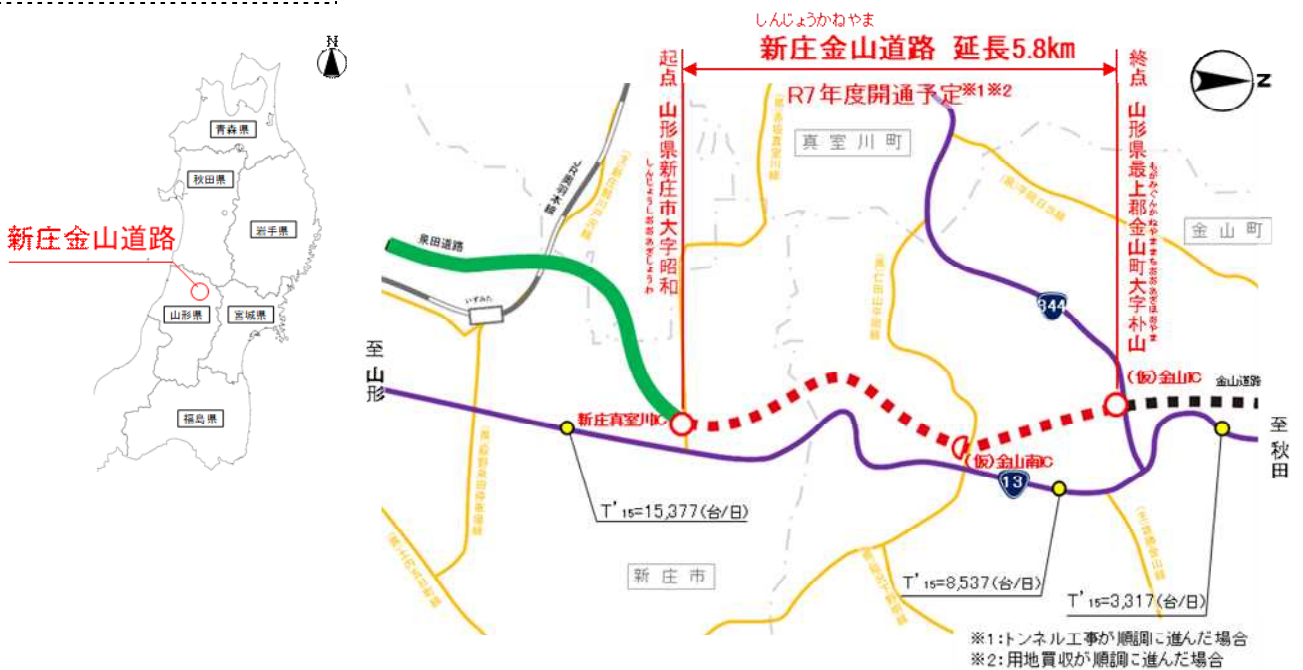 N
青森県
秋田県
岩手県
新庄金山道路
山形県
宮城県
福島県
しんじょうかねやま
新庄金山道路 延長5.8km
R7年度開通予定※1※2
N
起点 山形県新庄市大字昭和
しんじょうしおおあざしょうわ
終点 山形県最上郡金山町大字朴山
もがみぐんかねやままちおおあざほおやま
真室川町
金山町
JR奥羽本線
泉田道路
いずみた
344
至山形
新庄真室川IC
(仮)金山IC
金山道路
至秋田
(仮)金山南IC
13
T'15=15,377(台/日)
新庄市
T'15=8,537(台/日)
T'15=3,317(台/日)
※1:トンネル工事が順調に進んだ場合
※2:用地買収が順調に進んだ場合